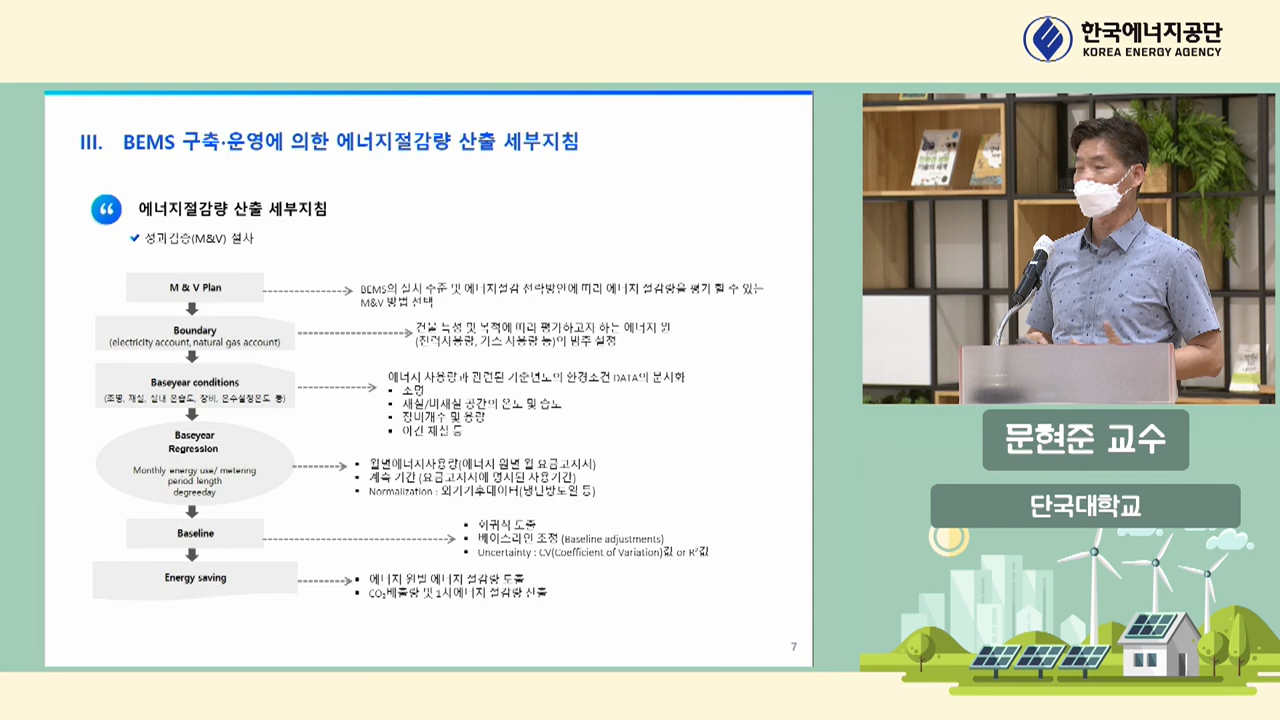 한국에너지공단
KOREA ENERGY AGENCY
III. BEMS 구축·운영에 의한 에너지절감량 산출 세부지침
에너지절감량 산출 세부지침
성과검증(M&V) 절차
M & V Plan
BEMS의 실시 수준 및 에너지절감 전략방안에 따라 에너지 절감량을 평가 할 수 있는
M&V 방법 선택
Boundary
(electricity account, natural gas account)
건물 특성 및 목적에 따라 평가하고자 하는 에너지 원
(전력사용량, 가스 사용량 등)의 범주 설정
Baseyear conditions
(조명, 재실, 실내 온습도, 장비, 온수설정온도 등)
에너지 사용량과 관련된 기준년도의 환경조건 DATA의 문서화
▪ 조명
▪ 재실/비재실 공간의 온도 및 습도
▪ 장비개수 및 용량
▪ 야간 재실 등
Baseyear
Regression
Monthly energy use/ metering
period length
degreeday
▪ 월별에너지사용량(에너지 원별 월 요금고지서)
▪ 계측 기간 (요금고지서에 명시된 사용기간)
▪ Normalization : 외기기후데이터(냉난방도일 등)
Baseline
▪ 회귀식 도출
▪ 베이스라인 조정 (Baseline adjustments)
▪ Uncertainty : CV(Coefficient of Variation)값 or R²값
Energy saving
▪ 에너지 원별 에너지 절감량 도출
▪ CO₂배출량 및 1차에너지 절감량 산출
7
문현준 교수
단국대학교